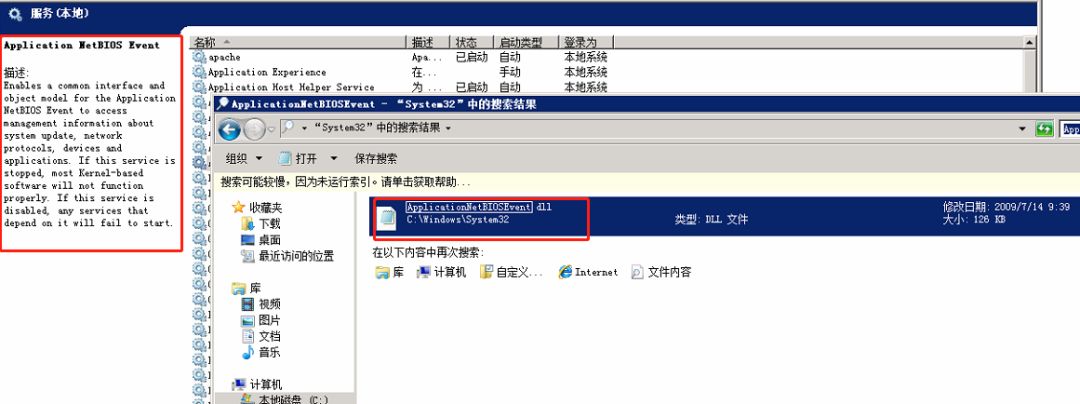 服务(本地)
Application NetBIOS Event
描述:
Enables a common interface and
object model for the Application
NetBIOS Event to access
management information about
system update, network
protocols, devices and
applications. If this service is
stopped, most Kernel-based
software will not function
properly. If this service is
disabled, any services that
depend on it will fail to start.
名称 描述 状态 启动类型 登录为
apache Apa... 已启动 自动 本地系统
Application Experience 在... 手动 本地系统
Application Host Helper Service 为... 已启动 自动 本地系统
ApplicationNetBIOSEvent - “System32”中的搜索结果
“System32”中的搜索结果
组织 打开 保存搜索
搜索可能较慢，因为未运行索引。请单击获取帮助...
收藏夹
下载
桌面
最近访问的位置
库
视频
图片
文档
音乐
计算机
本地磁盘 (C:)
ApplicationNetBIOSEvent dll
C:\Windows\System32
类型: DLL 文件
修改日期: 2009/7/14 9:39
大小: 126 KB
在以下内容中再次搜索:
库 计算机 自定义... Internet 文件内容